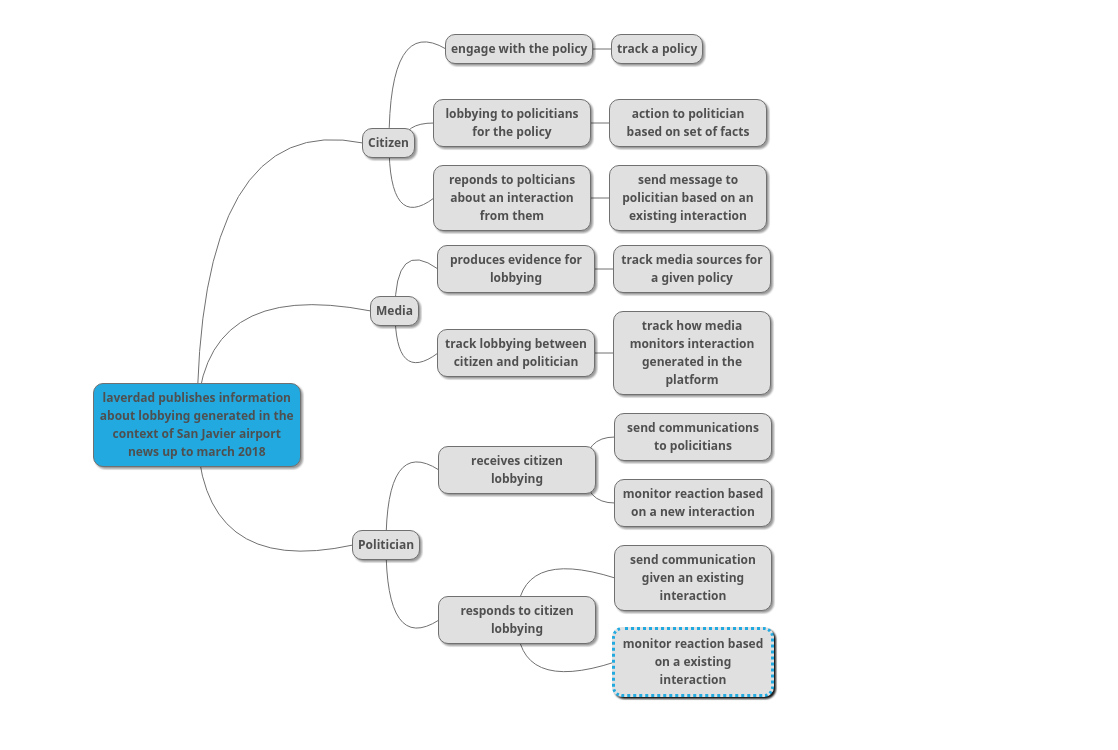 engage with the policy
track a policy
lobbying to policitians
for the policy
action to politician
based on set of facts
Citizen
reponds to polticians
about an interaction
from them
send message to
policitian based on an
existing interaction
produces evidence for
lobbying
track media sources for
a given policy
Media
track lobbying between
citizen and politician
track how media
monitors interaction
generated in the
platform
laverdad publishes information
about lobbying generated in the
context of San Javier airport
news up to march 2018
receives citizen
lobbying
send communications
to policitians
monitor reaction based
on a new interaction
Politician
responds to citizen
lobbying
send communication
given an existing
interaction
monitor reaction based
on a existing
interaction